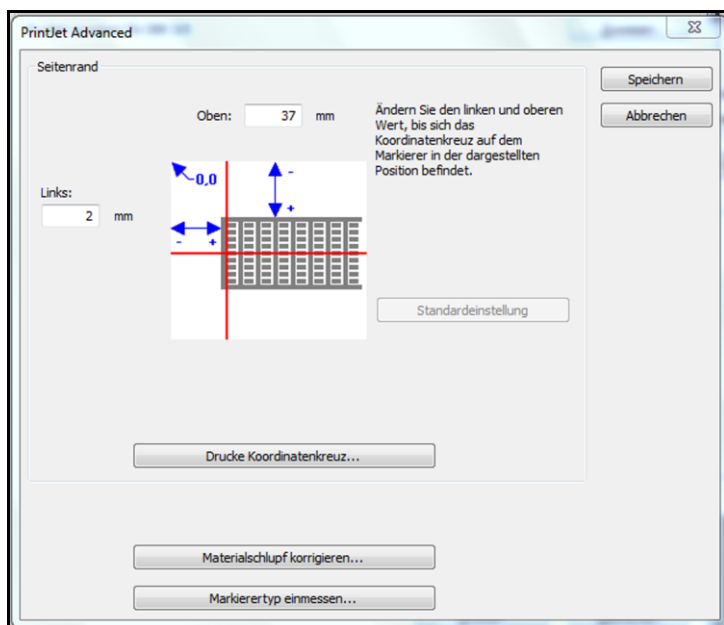 PrintJet Advanced
Seitenrand
Speichern
Oben: 37 mm
Abbrechen
Ändern Sie den linken und oberen
Wert, bis sich das
Koordinatenkreuz auf dem
Markierer in der dargestellten
Position befindet.
0,0
-
+
Links:
2 mm
- +
Standardeinstellung
Drucke Koordinatenkreuz...
Materialschlupf korrigieren...
Markierertyp einmessen...